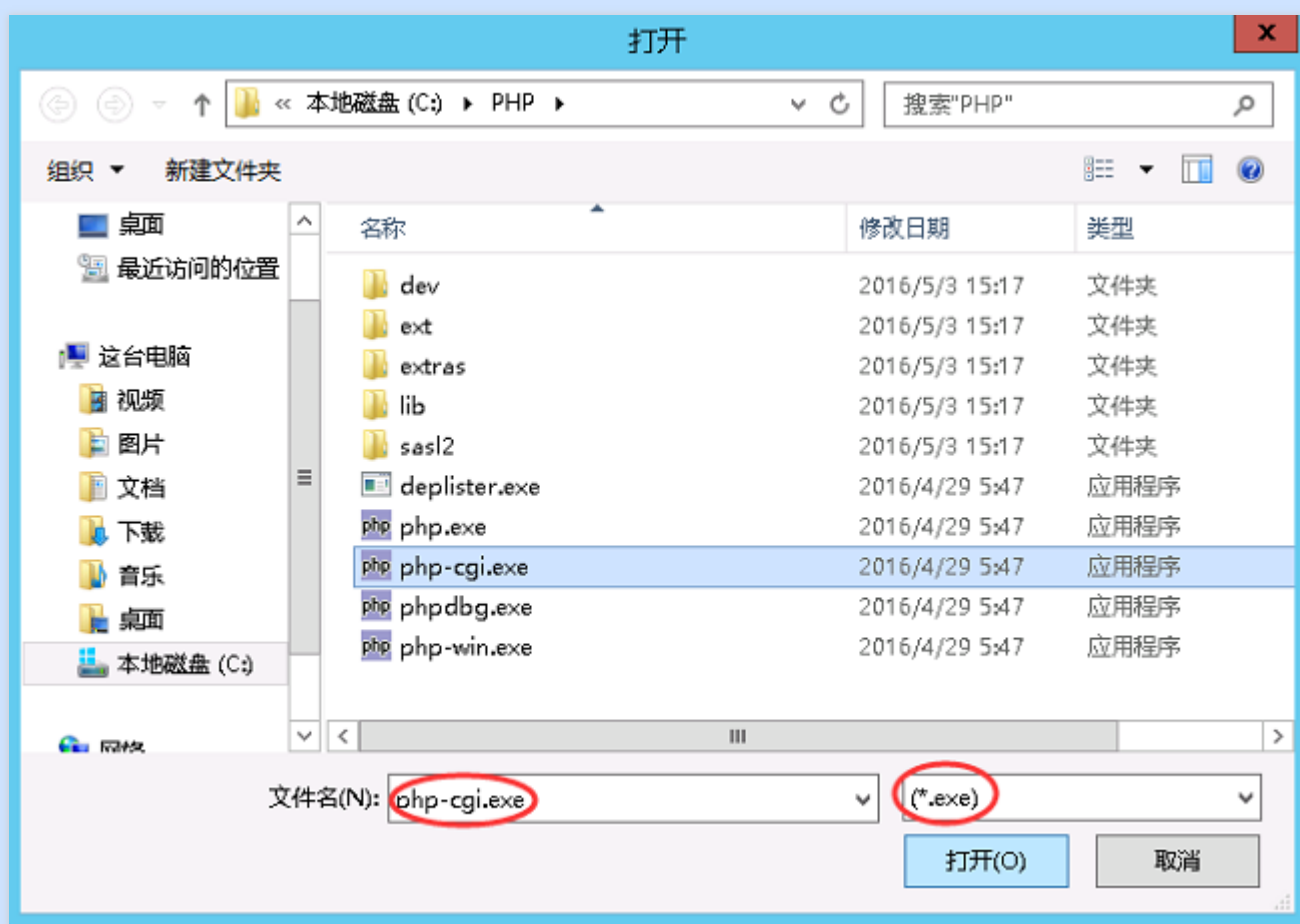 打开
« 本地磁盘 (C:) ▸ PHP ▸ 搜索"PHP"
组织 新建文件夹
桌面
最近访问的位置
这台电脑
视频
图片
文档
下载
音乐
桌面
本地磁盘 (C:)
网络
名称 修改日期 类型
dev 2016/5/3 15:17 文件夹
ext 2016/5/3 15:17 文件夹
extras 2016/5/3 15:17 文件夹
lib 2016/5/3 15:17 文件夹
sasl2 2016/5/3 15:17 文件夹
deplister.exe 2016/4/29 5:47 应用程序
php php.exe 2016/4/29 5:47 应用程序
php php-cgi.exe 2016/4/29 5:47 应用程序
php phpdbg.exe 2016/4/29 5:47 应用程序
php php-win.exe 2016/4/29 5:47 应用程序
文件名(N): php-cgi.exe (*.exe)
打开(O) 取消